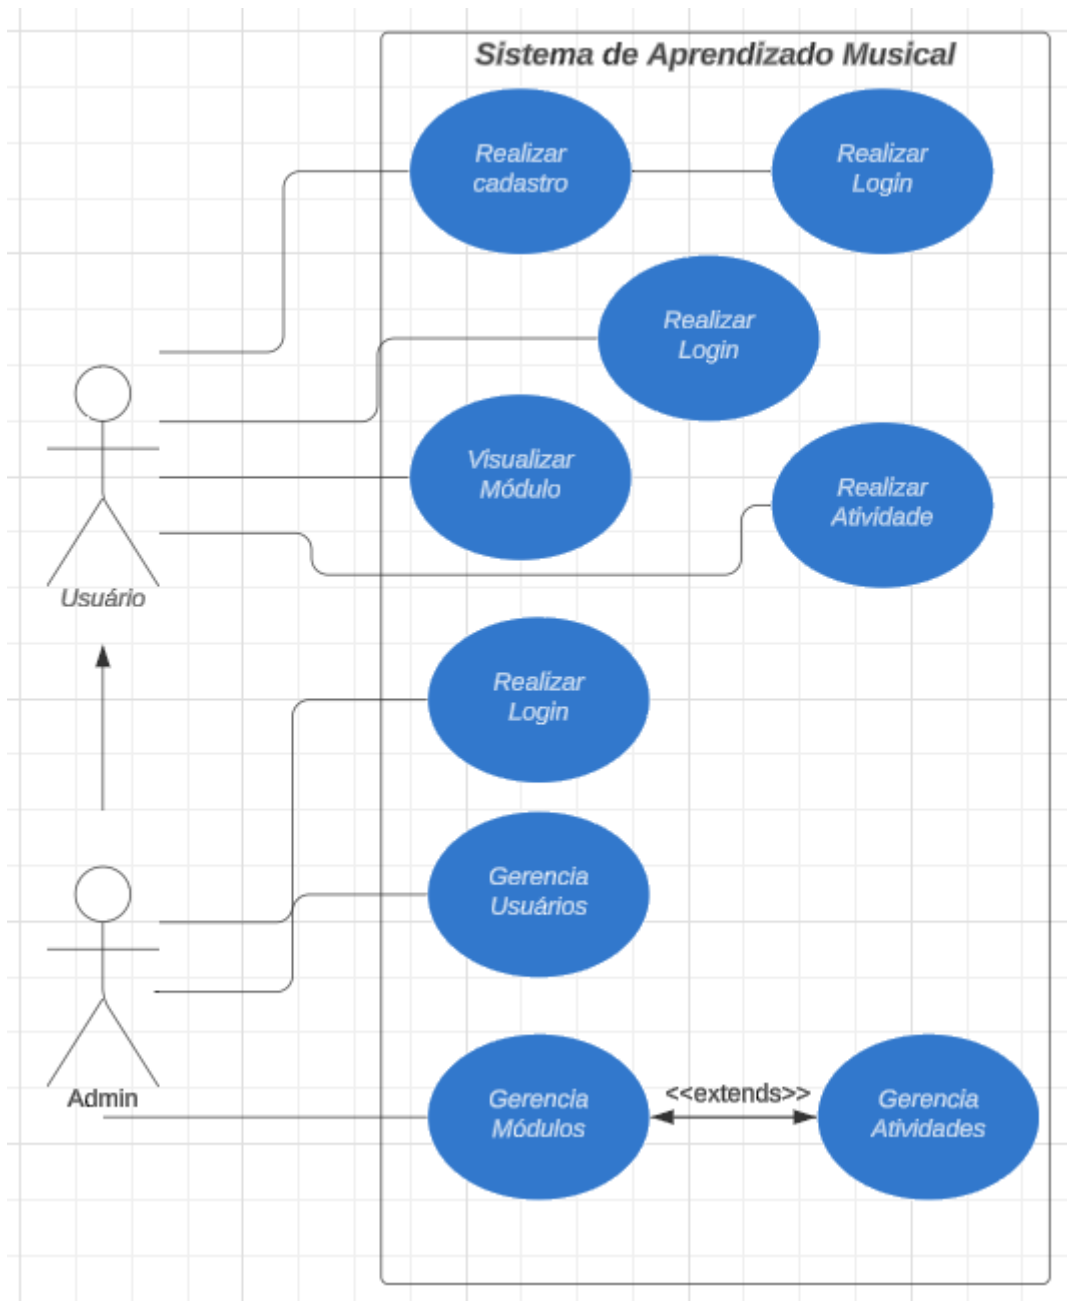 Sistema de Aprendizado Musical
Realizar
cadastro
Realizar
Login
Realizar
Login
Visualizar
Módulo
Realizar
Atividade
Usuário
Realizar
Login
Gerencia
Usuários
Admin
Gerencia
Módulos
<<extends>>
Gerencia
Atividades